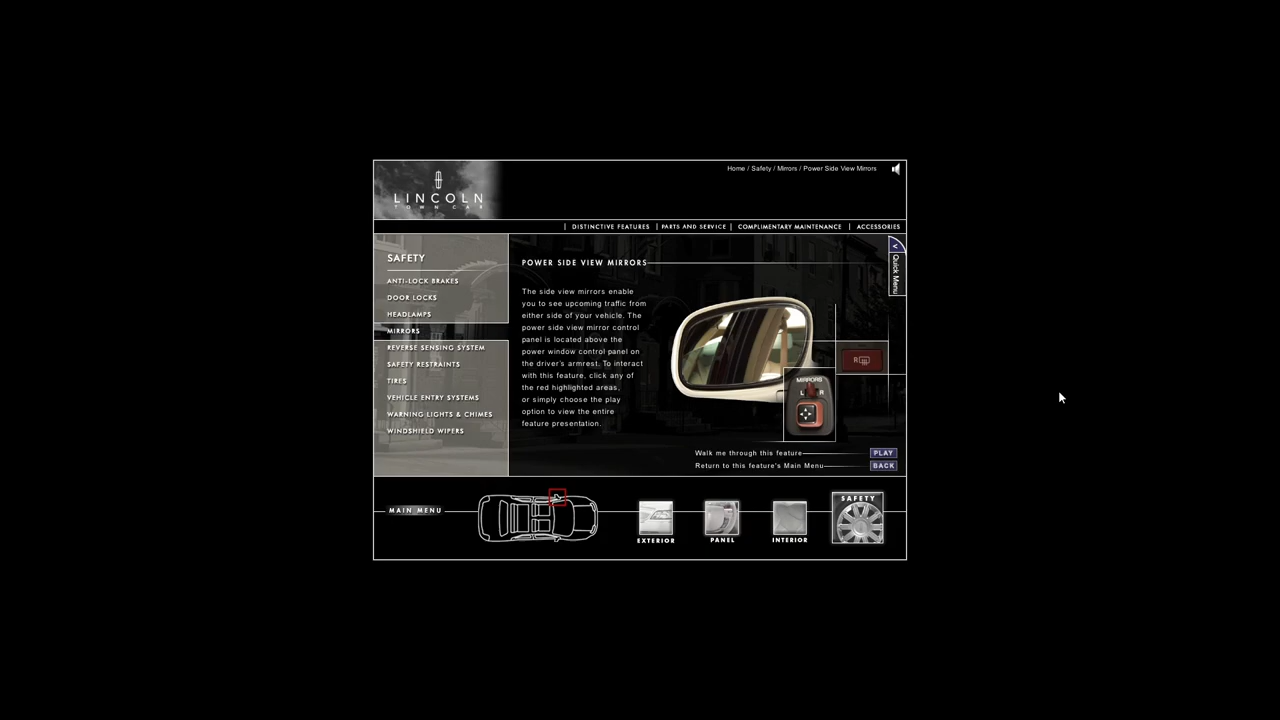 Home / Safety / Mirrors / Power Side View Mirrors
LINCOLN
TOWN CAR
DISTINCTIVE FEATURES | PARTS AND SERVICE | COMPLIMENTARY MAINTENANCE | ACCESSORIES
SAFETY
ANTI-LOCK BRAKES
DOOR LOCKS
HEADLAMPS
MIRRORS
REVERSE SENSING SYSTEM
SAFETY RESTRAINTS
TIRES
VEHICLE ENTRY SYSTEMS
WARNING LIGHTS & CHIMES
WINDSHIELD WIPERS
POWER SIDE VIEW MIRRORS
The side view mirrors enable
you to see upcoming traffic from
either side of your vehicle. The
power side view mirror control
panel is located above the
power window control panel on
the driver's armrest. To interact
with this feature, click any of
the red highlighted areas,
or simply choose the play
option to view the entire
feature presentation.
< Quick Menu
R
MIRRORS
L R
Walk me through this feature PLAY
Return to this feature's Main Menu BACK
MAIN MENU
EXTERIOR
PANEL
INTERIOR
SAFETY